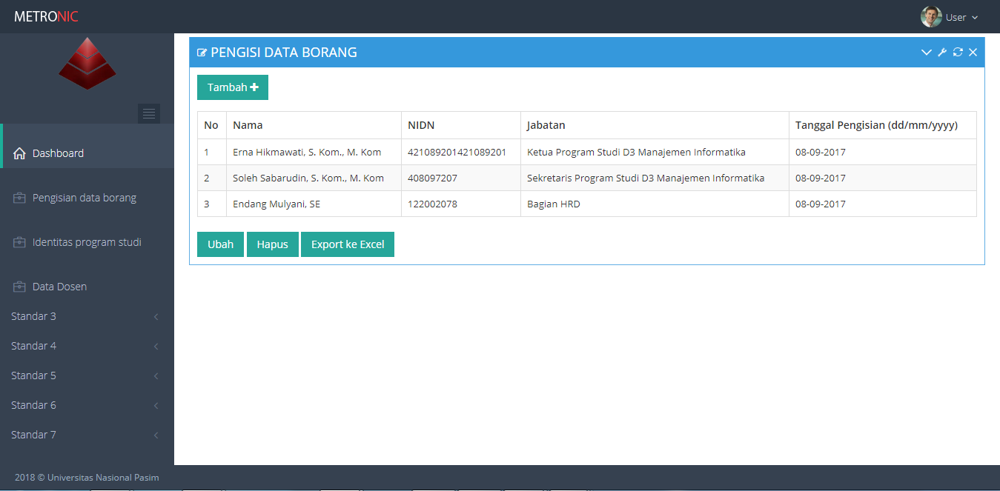 METRONIC
User
PENGISI DATA BORANG
Tambah
No Nama NIDN Jabatan Tanggal Pengisian (dd/mm/yyyy)
1 Erna Hikmawati, S. Kom., M. Kom 421089201421089201 Ketua Program Studi D3 Manajemen Informatika 08-09-2017
2 Soleh Sabarudin, S. Kom., M. Kom 408097207 Sekretaris Program Studi D3 Manajemen Informatika 08-09-2017
3 Endang Mulyani, SE 122002078 Bagian HRD 08-09-2017
Ubah Hapus Export ke Excel
Dashboard
Pengisian data borang
Identitas program studi
Data Dosen
Standar 3
Standar 4
Standar 5
Standar 6
Standar 7
2018 © Universitas Nasional Pasim